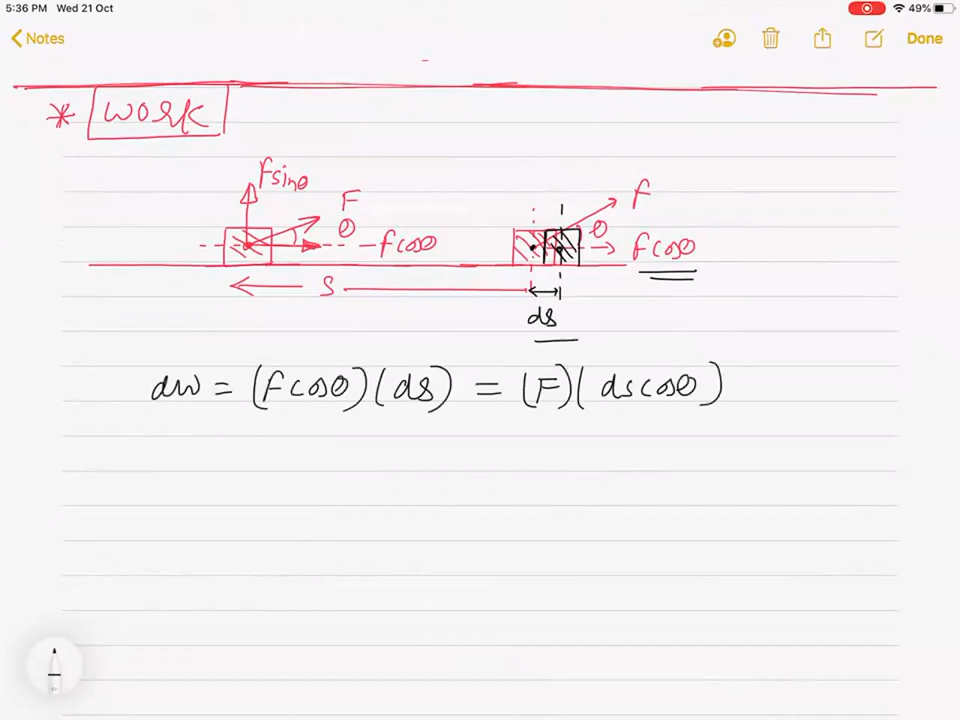 5:36 PM Wed 21 Oct 49%
Notes Done
* WORK
Fsinθ
F
θ
fcosθ
f
θ
fcosθ
S
ds
dw = (fcosθ)(ds) = (F)(dscosθ)